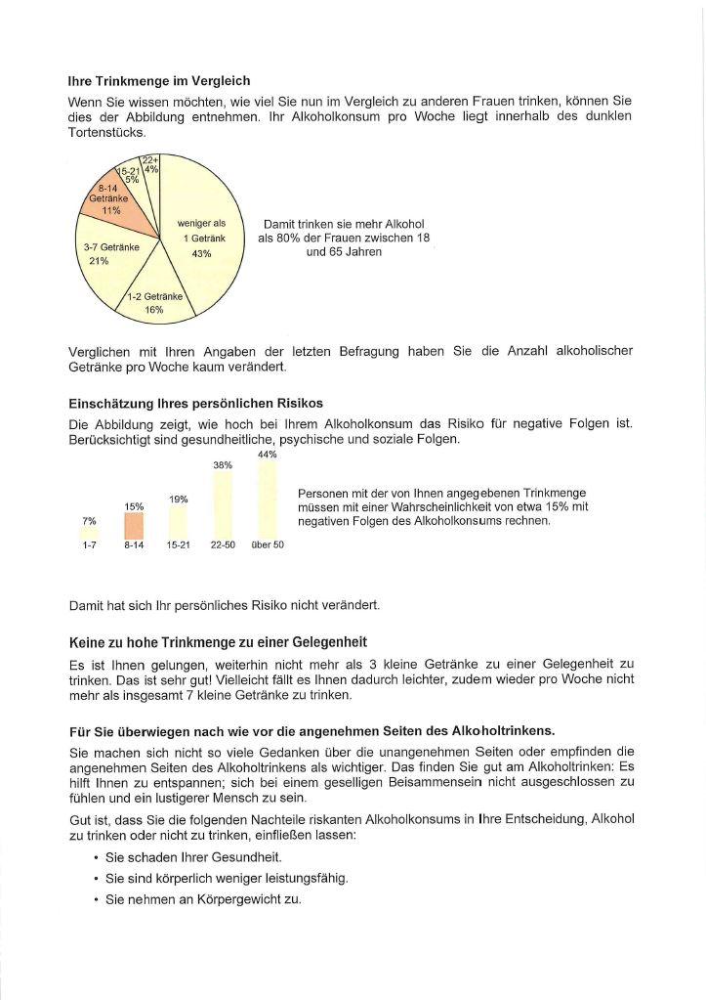 Ihre Trinkmenge im Vergleich
Wenn Sie wissen möchten, wie viel Sie nun im Vergleich zu anderen Frauen trinken, können Sie
dies der Abbildung entnehmen. Ihr Alkoholkonsum pro Woche liegt innerhalb des dunklen
Tortenstücks.
22+
4%
15-21
5%
8-14
Getränke
11%
weniger als
1 Getränk
43%
3-7 Getränke
21%
1-2 Getränke
16%
Damit trinken sie mehr Alkohol
als 80% der Frauen zwischen 18
und 65 Jahren
Verglichen mit Ihren Angaben der letzten Befragung haben Sie die Anzahl alkoholischer
Getränke pro Woche kaum verändert.
Einschätzung Ihres persönlichen Risikos
Die Abbildung zeigt, wie hoch bei Ihrem Alkoholkonsum das Risiko für negative Folgen ist.
Berücksichtigt sind gesundheitliche, psychische und soziale Folgen.
7%
15%
19%
38%
44%
1-7
8-14
15-21
22-50
über 50
Personen mit der von Ihnen angegebenen Trinkmenge
müssen mit einer Wahrscheinlichkeit von etwa 15% mit
negativen Folgen des Alkoholkonsums rechnen.
Damit hat sich Ihr persönliches Risiko nicht verändert.
Keine zu hohe Trinkmenge zu einer Gelegenheit
Es ist Ihnen gelungen, weiterhin nicht mehr als 3 kleine Getränke zu einer Gelegenheit zu
trinken. Das ist sehr gut! Vielleicht fällt es Ihnen dadurch leichter, zudem wieder pro Woche nicht
mehr als insgesamt 7 kleine Getränke zu trinken.
Für Sie überwiegen nach wie vor die angenehmen Seiten des Alkoholtrinkens.
Sie machen sich nicht so viele Gedanken über die unangenehmen Seiten oder empfinden die
angenehmen Seiten des Alkoholtrinkens als wichtiger. Das finden Sie gut am Alkoholtrinken: Es
hilft Ihnen zu entspannen; sich bei einem geselligen Beisammensein nicht ausgeschlossen zu
fühlen und ein lustigerer Mensch zu sein.
Gut ist, dass Sie die folgenden Nachteile riskanten Alkoholkonsums in Ihre Entscheidung, Alkohol
zu trinken oder nicht zu trinken, einfließen lassen:
• Sie schaden Ihrer Gesundheit.
• Sie sind körperlich weniger leistungsfähig.
• Sie nehmen an Körpergewicht zu.